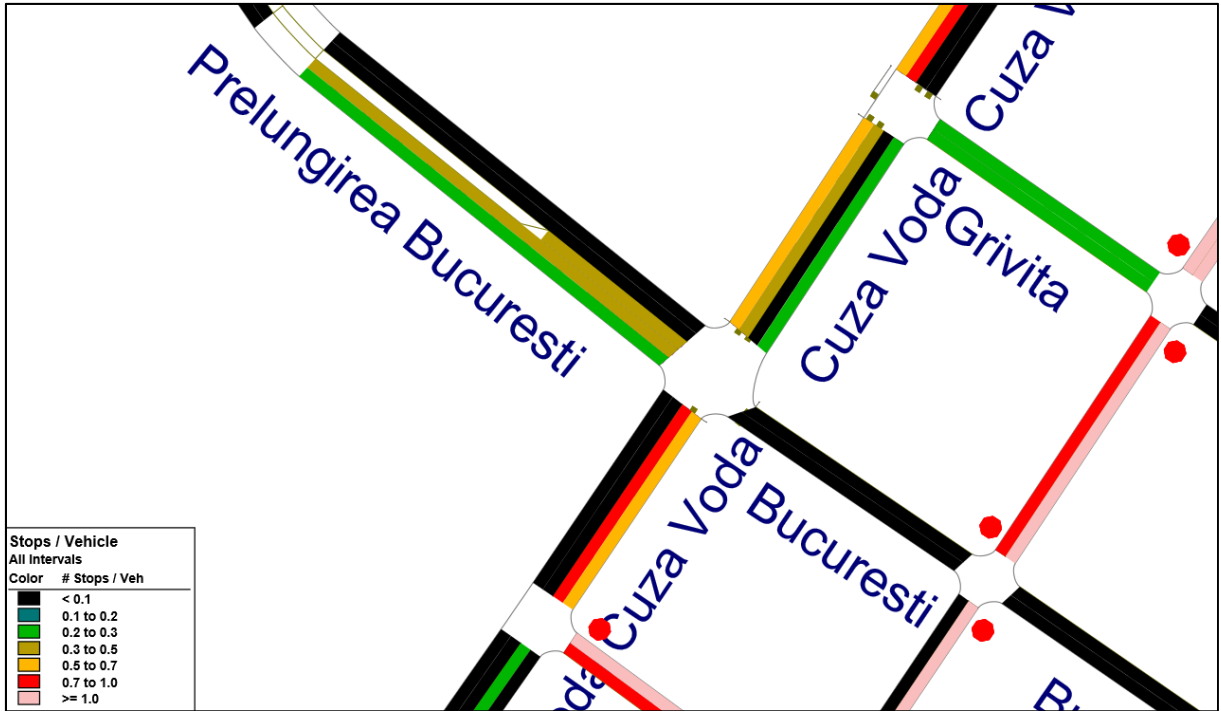 Cuza V
Prelungirea Bucuresti
Cuza Voda
Grivita
Cuza Voda
Bucuresti
oda
Bu
Stops / Vehicle
All Intervals
Color # Stops / Veh
< 0.1
0.1 to 0.2
0.2 to 0.3
0.3 to 0.5
0.5 to 0.7
0.7 to 1.0
>= 1.0